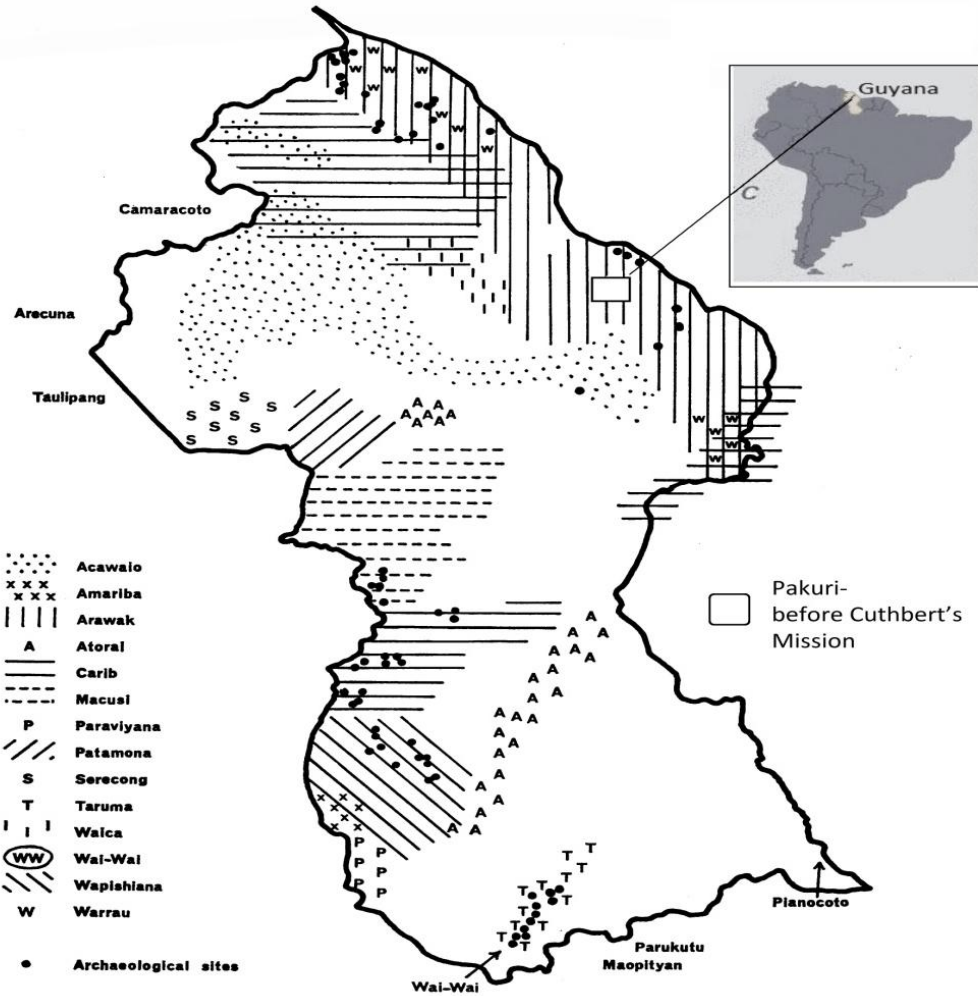 Guyana
C
Camaracoto
Arecuna
Taulipang
Acawaio
x x x Amariba
x x x
Arawak
A Atorai
Carib
Macusi
P Paraviyana
Patamona
S Serecong
T Taruma
Waica
WW Wai-Wai
Wapishiana
W Warrau
Archaeological sites
Pakuri-
before Cuthbert's
Mission
Pianocoto
Parukutu
Maopityan
Wai-Wai